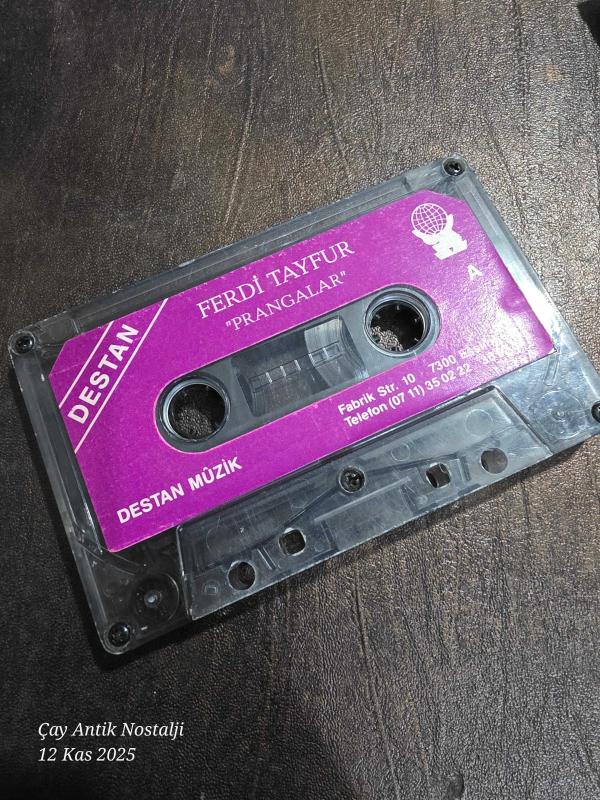 DESTAN
FERDİ TAYFUR
"PRANGALAR"
A
Fabrik Str. 10 7300
Telefon (07 11) 35 02 22
DESTAN MÛZİK
Çay Antik Nostalji
12 Kas 2025